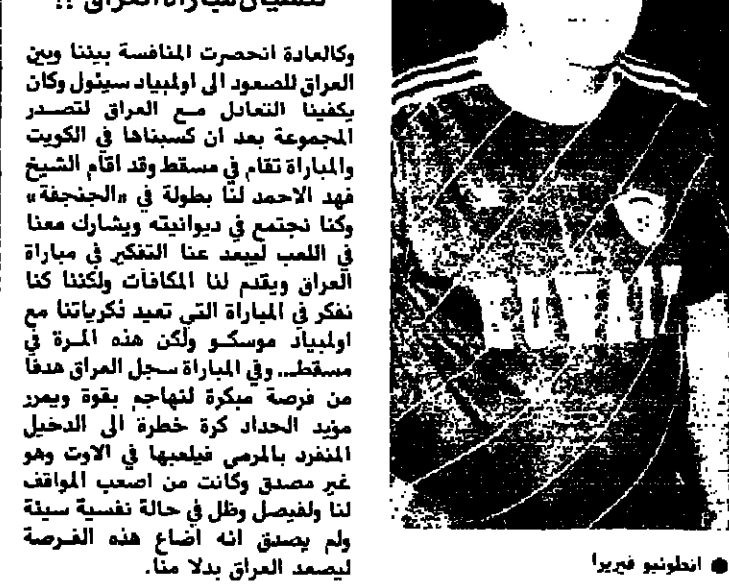 مباراة العراق !!
وكالعادة انحصرت المنافسة بيننا وبين
العراق للصعود الى اولمبياد سيئول وكان
يكفينا التعادل مع العراق لتصدر
المجموعة بعد ان كسبناها في الكويت
والمباراة تقام في مسقط وقد اقام الشيخ
فهد الاحمد لنا بطولة في «الجنجفة»
وكنا نجتمع في ديوانيته ويشارك معنا
في اللعب ليبعد عنا التفكير في مباراة
العراق ويقدم لنا المكافآت ولكننا كنا
نفكر في المباراة التي تعيد ذكرياتنا مع
اولمبياد موسكو ولكن هذه المرة في
مسقط... وفي المباراة سجل العراق هدفا
من فرصة مبكرة لنهاجم بقوة ويمرر
مؤيد الحداد كرة خطرة الى الدخيل
المنفرد بالمرمى فيلعبها في الاوت وهو
غير مصدق وكانت من اصعب المواقف
لنا ولفيصل وظل في حالة نفسية سيئة
ولم يصدق انه اضاع هذه الفرصة
ليصعد العراق بدلا منا.
● انطونيو فيريرا